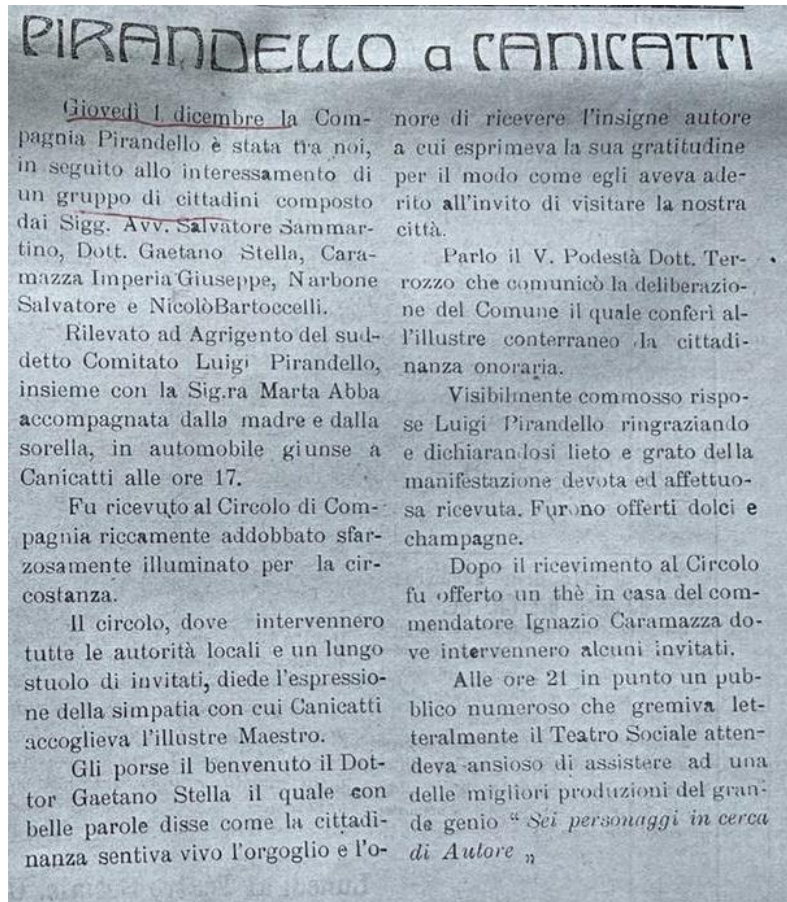 PIRANDELLO a CANICATTI
Giovedì 1 dicembre la Com-
pagnia Pirandello è stata tra noi,
in seguito allo interessamento di
un gruppo di cittadini composto
dai Sigg. Avv. Salvatore Sammar-
tino, Dott. Gaetano Stella, Cara-
mazza Imperia Giuseppe, Narbone
Salvatore e NicolòBartoccelli.
Rilevato ad Agrigento del sud-
detto Comitato Luigi Pirandello,
insieme con la Sig.ra Marta Abba
accompagnata dalla madre e dalla
sorella, in automobile giunse a
Canicatti alle ore 17.
Fu ricevuto al Circolo di Com-
pagnia riccamente addobbato sfar-
zosamente illuminato per la cir-
costanza.
Il circolo, dove intervennero
tutte le autorità locali e un lungo
stuolo di invitati, diede l'espressio-
ne della simpatia con cui Canicatti
accoglieva l'illustre Maestro.
Gli porse il benvenuto il Dot-
tor Gaetano Stella il quale con
belle parole disse come la cittadi-
nanza sentiva vivo l'orgoglio e l'o-
nore di ricevere l'insigne autore
a cui esprimeva la sua gratitudine
per il modo come egli aveva ade-
rito all'invito di visitare la nostra
città.
Parlo il V. Podestà Dott. Ter-
rozzo che comunicò la deliberazio-
ne del Comune il quale conferì al-
l'illustre conterraneo la cittadi-
nanza onoraria.
Visibilmente commosso rispo-
se Luigi Pirandello ringraziando
e dichiarandosi lieto e grato della
manifestazione devota ed affettuo-
sa ricevuta. Furono offerti dolci e
champagne.
Dopo il ricevimento al Circolo
fu offerto un thè in casa del com-
mendatore Ignazio Caramazza do-
ve intervennero alcuni invitati.
Alle ore 21 in punto un pub-
blico numeroso che gremiva let-
teralmente il Teatro Sociale atten-
deva ansioso di assistere ad una
delle migliori produzioni del gran-
de genio " Sei personaggi in cerca
di Autore „